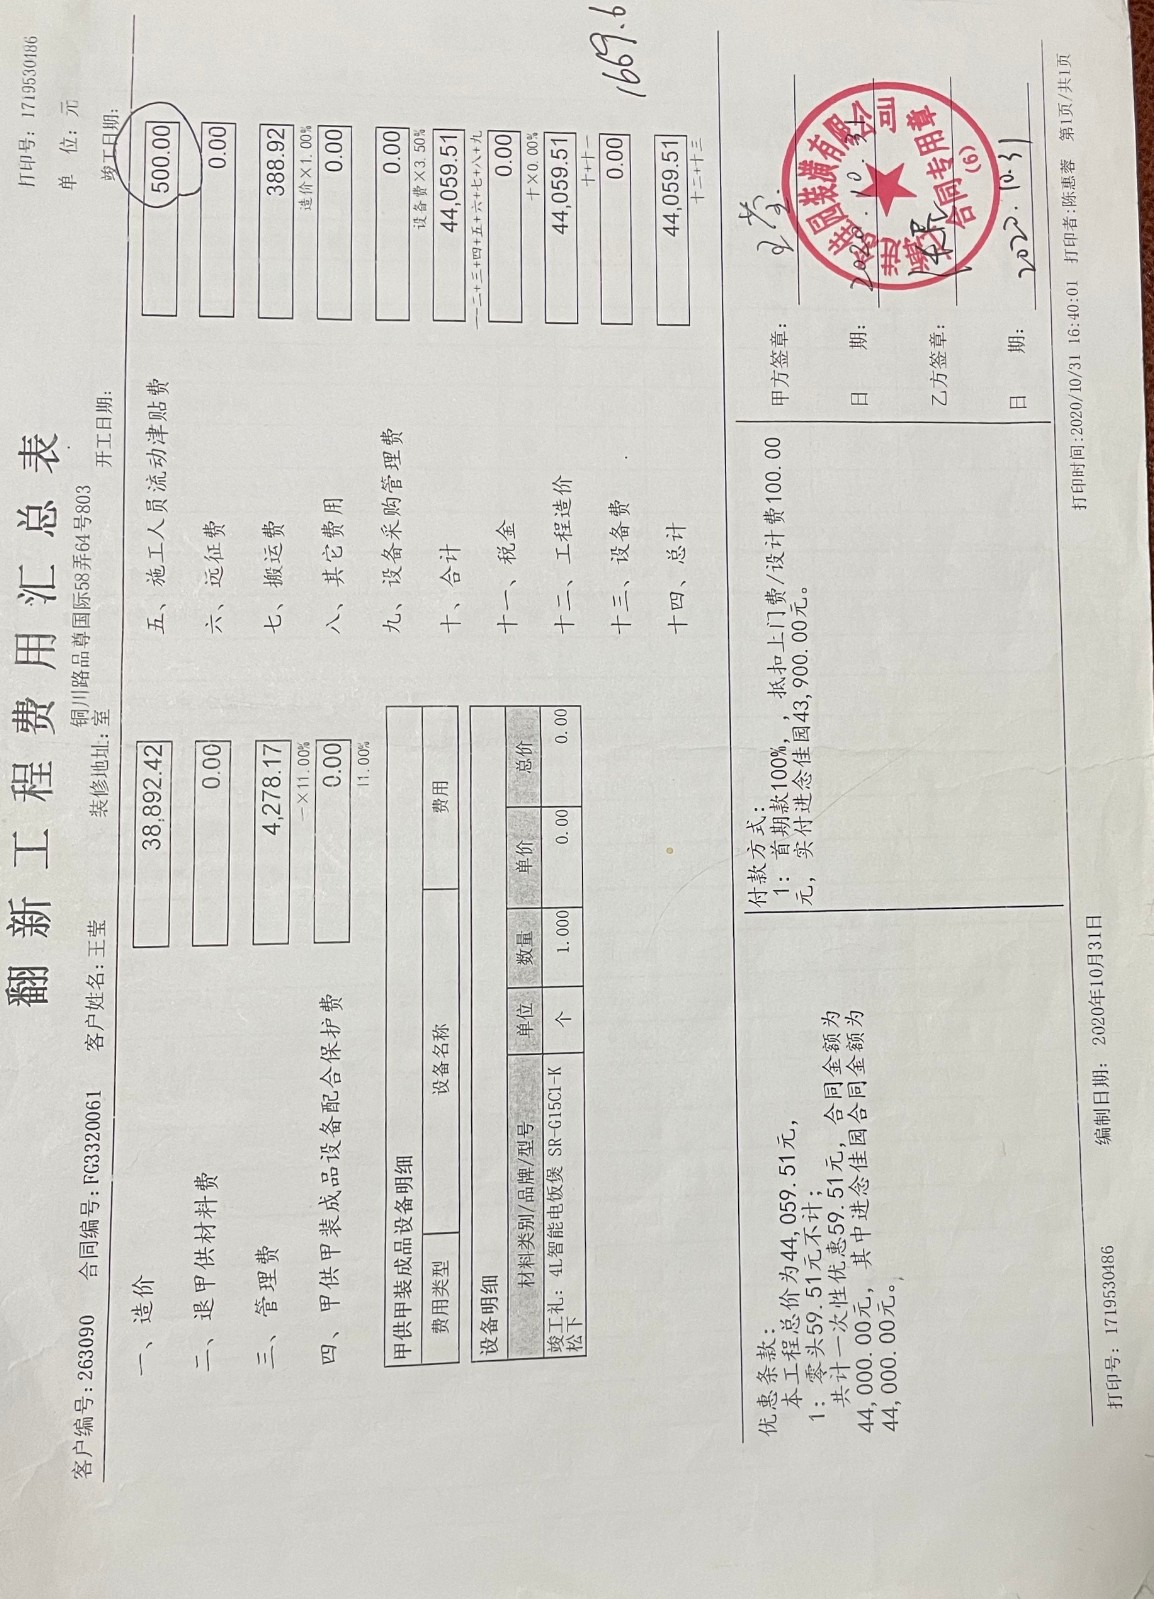 翻新工程费用汇总表
打印号: 1719530486
单 位: 元
客户编号: 263090 合同编号: FG3320061 客户姓名: 王莹 装修地址: 铜川路品尊国际58弄64号803室 开工日期: 竣工日期:
一、造价 38,892.42
二、退甲供材料费 0.00
三、管理费 4,278.17
一×11.00%
四、甲供甲装成品设备配合保护费 0.00
11.00%
甲供甲装成品设备明细
费用类型 设备名称 费用
设备明细
材料类别/品牌/型号 单位 数量 单价 总价
竣工礼: 4L智能电饭煲 SR-G15C1-K 个 1.000 0.00 0.00
松下
五、施工人员流动津贴费 500.00
六、远征费 0.00
七、搬运费 388.92
造价×1.00%
八、其它费用 0.00
九、设备采购管理费 0.00
设备费×3.50%
十、合计 44,059.51
一-二+三+四+五+六+七+八+九
十一、税金 0.00
十×0.00%
十二、工程造价 44,059.51
十+十一
十三、设备费 0.00
十四、总计 44,059.51
十二+十三
1669.6
优惠条款:
本工程总价为44,059.51元,
1: 零头59.51元不计;
共计一次性优惠59.51元, 合同金额为
44,000.00元, 其中进念佳园合同金额为
44,000.00元。
付款方式:
1: 首期款100%, , 抵扣上门费/设计费100.00
元, 实付进念佳园43,900.00元。
甲方签章: 王莹
日 期: 2020.10.31
乙方签章:
日 期: 2020.10.31
合同专用章
(6)
打印号: 1719530486 编制日期: 2020年10月31日 打印时间:2020/10/31 16:40:01 打印者:陈惠蓉 第1页/共1页